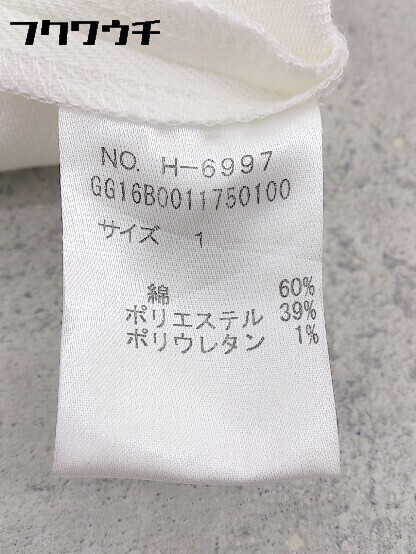 フクウウチ
NO. H-6997
GG16B0011750100
サイズ 1
綿 60%
ポリエステル 39%
ポリウレタン 1%